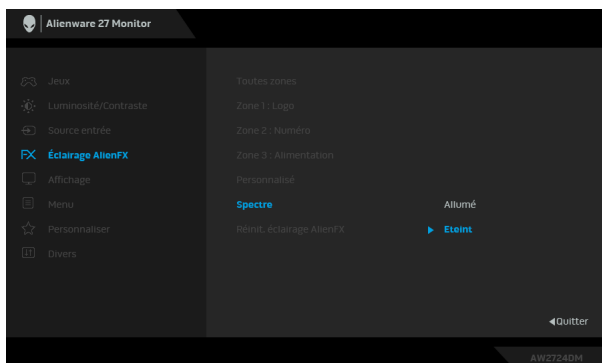 Alienware 27 Monitor
Jeux
Toutes zones
Luminosité/Contraste
Zone 1 : Logo
Source entrée
Zone 2 : Numéro
FX Éclairage AlienFX
Zone 3 : Alimentation
Affichage
Personnalisé
Menu
Spectre
Allumé
Personnaliser
Réinit. éclairage AlienFX
Eteint
Divers
Quitter
AW2724DM